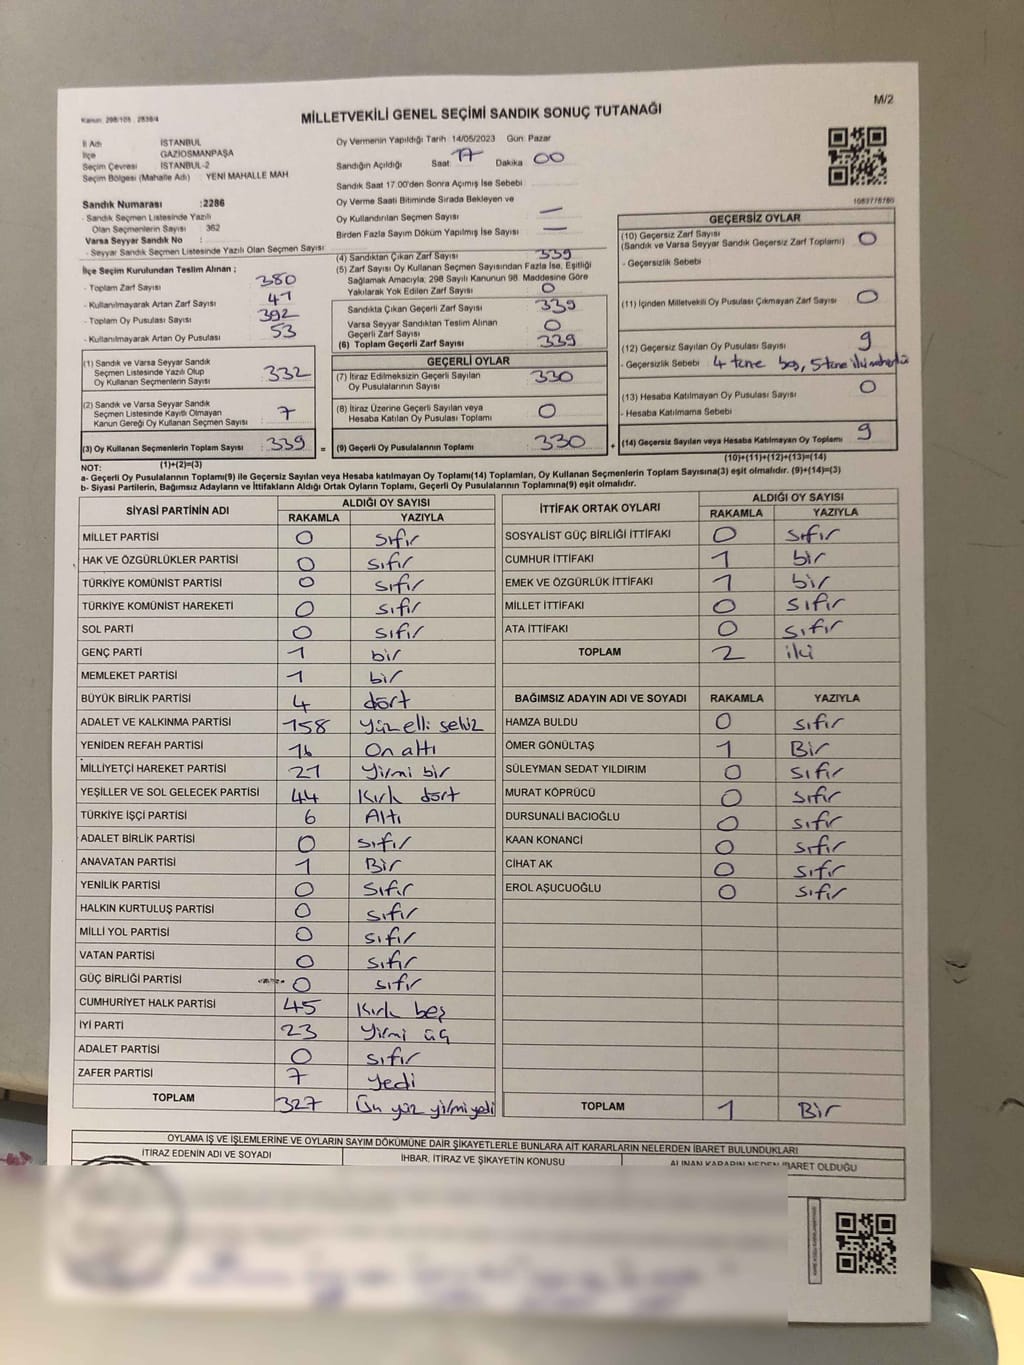 M/2
Kanun: 298/105 , 2839/4
MİLLETVEKİLİ GENEL SEÇİMİ SANDIK SONUÇ TUTANAĞI
İl Adı İSTANBUL
İlçe GAZİOSMANPAŞA
Seçim Çevresi İSTANBUL-2
Seçim Bölgesi (Mahalle Adı) : YENİ MAHALLE MAH
Sandık Numarası :2286
- Sandık Seçmen Listesinde Yazılı
Olan Seçmenlerin Sayısı 362
Varsa Seyyar Sandık No :
- Seyyar Sandık Seçmen Listesinde Yazılı Olan Seçmen Sayısı
İlçe Seçim Kurulundan Teslim Alınan ;
- Toplam Zarf Sayısı 380
- Kullanılmayarak Artan Zarf Sayısı 41
- Toplam Oy Pusulası Sayısı 392
- Kullanılmayarak Artan Oy Pusulası 53
(1) Sandık ve Varsa Seyyar Sandık
Seçmen Listesinde Yazılı Olup
Oy Kullanan Seçmenlerin Sayısı 332
(2) Sandık ve Varsa Seyyar Sandık
Seçmen Listesinde Kayıtlı Olmayan
Kanun Gereği Oy Kullanan Seçmen Sayısı 7
(3) Oy Kullanan Seçmenlerin Toplam Sayısı 339 =
(1)+(2)=(3)
Oy Vermenin Yapıldığı Tarih :14/05/2023 Gün: Pazar
Sandığın Açıldığı Saat: 17 Dakika 00
Sandık Saat 17.00'den Sonra Açımış İse Sebebi
Oy Verme Saati Bitiminde Sırada Bekleyen ve
Oy Kullandırılan Seçmen Sayısı —
Birden Fazla Sayım Döküm Yapılmış İse Sayısı —
(4) Sandıktan Çıkan Zarf Sayısı 339
(5) Zarf Sayısı Oy Kullanan Seçmen Sayısından Fazla İse, Eşitliği
Sağlamak Amacıyla; 298 Sayılı Kanunun 98. Maddesine Göre
Yakılarak Yok Edilen Zarf Sayısı 0
Sandıkta Çıkan Geçerli Zarf Sayısı 339
Varsa Seyyar Sandıktan Teslim Alınan
Geçerli Zarf Sayısı 0
(6) Toplam Geçerli Zarf Sayısı 339
GEÇERLİ OYLAR
(7) İtiraz Edilmeksizin Geçerli Sayılan
Oy Pusulalarının Sayısı 330
(8) İtiraz Üzerine Geçerli Sayılan veya
Hesaba Katılan Oy Pusulası Toplamı 0
(9) Geçerli Oy Pusulalarının Toplamı 330 +
GEÇERSİZ OYLAR
(10) Geçersiz Zarf Sayısı
(Sandık ve Varsa Seyyar Sandık Geçersiz Zarf Toplamı) 0
- Geçersizlik Sebebi
(11) İçinden Milletvekili Oy Pusulası Çıkmayan Zarf Sayısı 0
(12) Geçersiz Sayılan Oy Pusulası Sayısı 9
- Geçersizlik Sebebi 4 tane boş, 5 tane
(13) Hesaba Katılmayan Oy Pusulası Sayısı 0
- Hesaba Katılmama Sebebi
(14) Geçersiz Sayılan veya Hesaba Katılmayan Oy Toplamı 9
(10)+(11)+(12)+(13)=(14)
NOT:
a- Geçerli Oy Pusulalarının Toplamı(9) ile Geçersiz Sayılan veya Hesaba katılmayan Oy Toplamı(14) Toplamları, Oy Kullanan Seçmenlerin Toplam Sayısına(3) eşit olmalıdır. (9)+(14)=(3)
b- Siyasi Partilerin, Bağımsız Adayların ve İttifakların Aldığı Ortak Oyların Toplamı, Geçerli Oy Pusulalarının Toplamına(9) eşit olmalıdır.
SİYASİ PARTİNİN ADI ALDIĞI OY SAYISI
RAKAMLA YAZIYLA
MİLLET PARTİSİ 0 sıfır
HAK VE ÖZGÜRLÜKLER PARTİSİ 0 sıfır
TÜRKİYE KOMÜNİST PARTİSİ 0 sıfır
TÜRKİYE KOMÜNİST HAREKETİ 0 sıfır
SOL PARTİ 0 sıfır
GENÇ PARTİ 1 bir
MEMLEKET PARTİSİ 1 bir
BÜYÜK BİRLİK PARTİSİ 4 dört
ADALET VE KALKINMA PARTİSİ 158 Yüz elli sekiz
YENİDEN REFAH PARTİSİ 16 On altı
MİLLİYETÇİ HAREKET PARTİSİ 21 Yirmi bir
YEŞİLLER VE SOL GELECEK PARTİSİ 44 Kırk dört
TÜRKİYE İŞÇİ PARTİSİ 6 Altı
ADALET BİRLİK PARTİSİ 0 sıfır
ANAVATAN PARTİSİ 1 Bir
YENİLİK PARTİSİ 0 Sıfır
HALKIN KURTULUŞ PARTİSİ 0 sıfır
MİLLİ YOL PARTİSİ 0 sıfır
VATAN PARTİSİ 0 sıfır
GÜÇ BİRLİĞİ PARTİSİ 0 sıfır
CUMHURİYET HALK PARTİSİ 45 Kırk beş
İYİ PARTİ 23 Yirmi üç
ADALET PARTİSİ 0 sıfır
ZAFER PARTİSİ 7 Yedi
TOPLAM 327 Üç yüz yirmi yedi
İTTİFAK ORTAK OYLARI ALDIĞI OY SAYISI
RAKAMLA YAZIYLA
SOSYALİST GÜÇ BİRLİĞİ İTTİFAKI 0 sıfır
CUMHUR İTTİFAKI 1 bir
EMEK VE ÖZGÜRLÜK İTTİFAKI 1 bir
MİLLET İTTİFAKI 0 sıfır
ATA İTTİFAKI 0 sıfır
TOPLAM 2 iki
BAĞIMSIZ ADAYIN ADI VE SOYADI RAKAMLA YAZIYLA
HAMZA BULDU 0 sıfır
ÖMER GÖNÜLTAŞ 1 Bir
SÜLEYMAN SEDAT YILDIRIM 0 sıfır
MURAT KÖPRÜCÜ 0 sıfır
DURSUNALİ BACIOĞLU 0 sıfır
KAAN KONANCİ 0 sıfır
CİHAT AK 0 sıfır
EROL AŞUCUOĞLU 0 sıfır
TOPLAM 1 Bir
OYLAMA İŞ VE İŞLEMLERİNE VE OYLARIN SAYIM DÖKÜMÜNE DAİR ŞİKAYETLERLE BUNLARA AİT KARARLARIN NELERDEN İBARET BULUNDUKLARI
İTİRAZ EDENİN ADI VE SOYADI İHBAR, İTİRAZ VE ŞİKAYETİN KONUSU ALINAN KARARIN NEDEN İBARET OLDUĞU